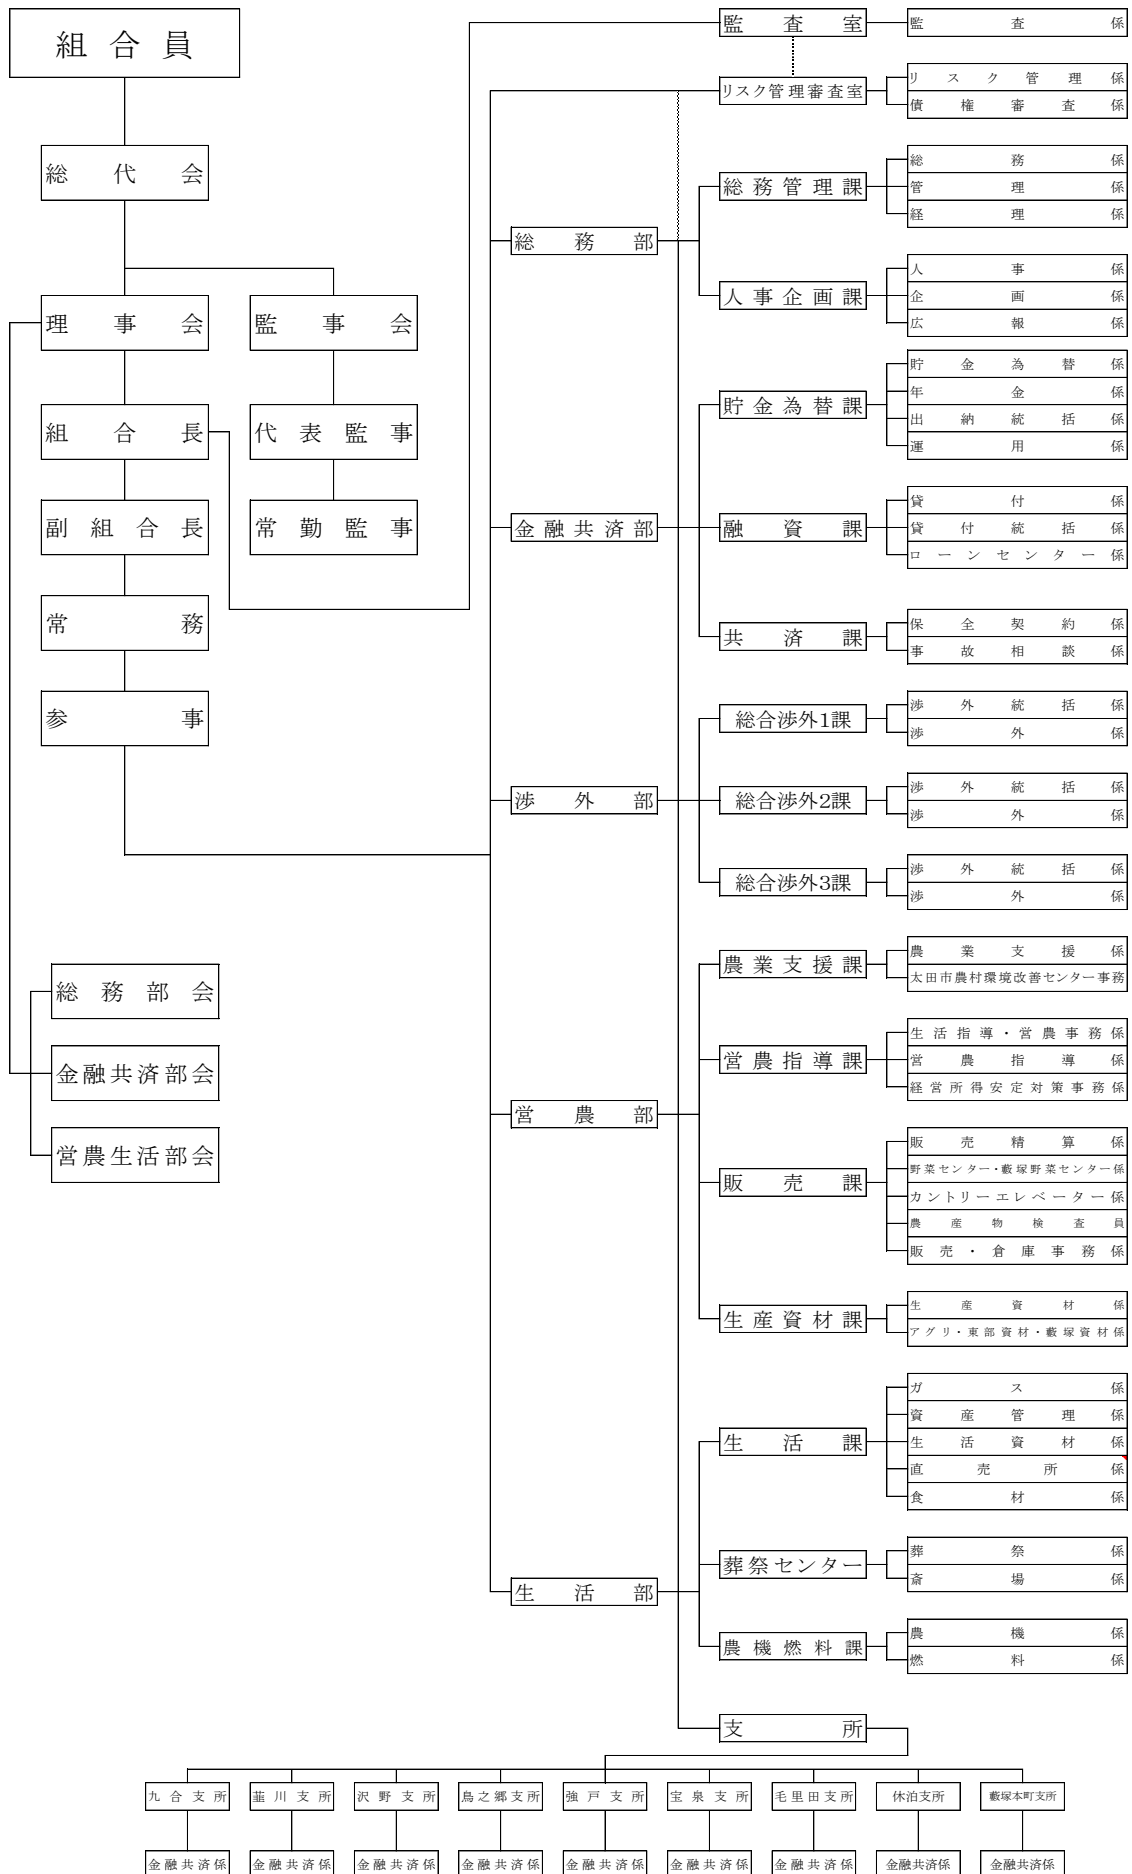 組合員
総代会
理事会
監事会
組合長
代表監事
副組合長
常勤監事
常務
参事
総務部会
金融共済部会
営農生活部会
監査室
監査係
リスク管理審査室
リスク管理係
債権審査係
総務部
総務管理課
総務係
管理係
経理係
人事企画課
人事係
企画係
広報係
金融共済部
貯金為替課
貯金為替係
年金係
出納統括係
運用係
融資課
貸付係
貸付統括係
ローンセンター係
共済課
保全契約係
事故相談係
渉外部
総合渉外1課
渉外統括係
渉外係
総合渉外2課
渉外統括係
渉外係
総合渉外3課
渉外統括係
渉外係
営農部
農業支援課
農業支援係
太田市農村環境改善センター事務
営農指導課
生活指導・営農事務係
営農指導係
経営所得安定対策事務係
販売課
販売精算係
野菜センター・藪塚野菜センター係
カントリーエレベーター係
農産物検査員
販売・倉庫事務係
生産資材課
生産資材係
アグリ・東部資材・藪塚資材係
生活部
生活課
ガス係
資産管理係
生活資材係
直売所係
食材係
葬祭センター
葬祭係
斎場係
農機燃料課
農機係
燃料係
支所
九合支所
韮川支所
沢野支所
鳥之郷支所
強戸支所
宝泉支所
毛里田支所
休泊支所
藪塚本町支所
金融共済係
金融共済係
金融共済係
金融共済係
金融共済係
金融共済係
金融共済係
金融共済係
金融共済係